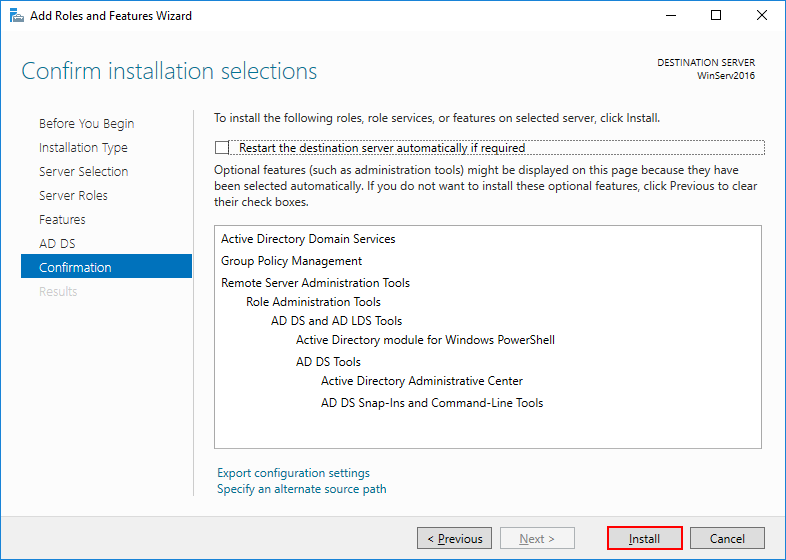 Add Roles and Features Wizard
Confirm installation selections
DESTINATION SERVER
WinServ2016
Before You Begin
Installation Type
Server Selection
Server Roles
Features
AD DS
Confirmation
Results
To install the following roles, role services, or features on selected server, click Install.
Restart the destination server automatically if required
Optional features (such as administration tools) might be displayed on this page because they have
been selected automatically. If you do not want to install these optional features, click Previous to clear
their check boxes.
Active Directory Domain Services
Group Policy Management
Remote Server Administration Tools
Role Administration Tools
AD DS and AD LDS Tools
Active Directory module for Windows PowerShell
AD DS Tools
Active Directory Administrative Center
AD DS Snap-Ins and Command-Line Tools
Export configuration settings
Specify an alternate source path
< Previous
Next >
Install
Cancel